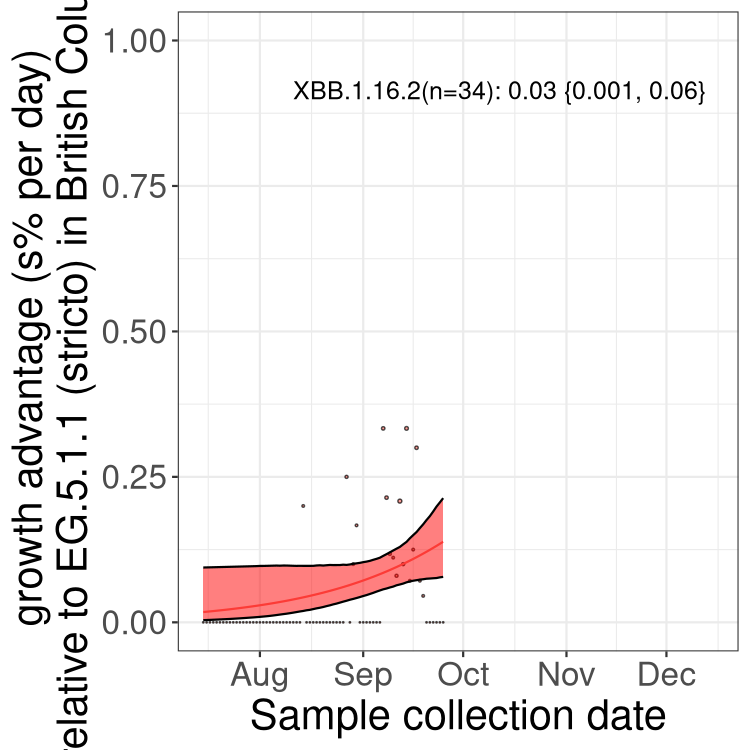 growth advantage (s% per day)
relative to EG.5.1.1 (stricto) in British
1.00
0.75
0.50
0.25
0.00
XBB.1.16.2(n=34): 0.03 {0.001, 0.06}
Aug Sep Oct Nov Dec
Sample collection date